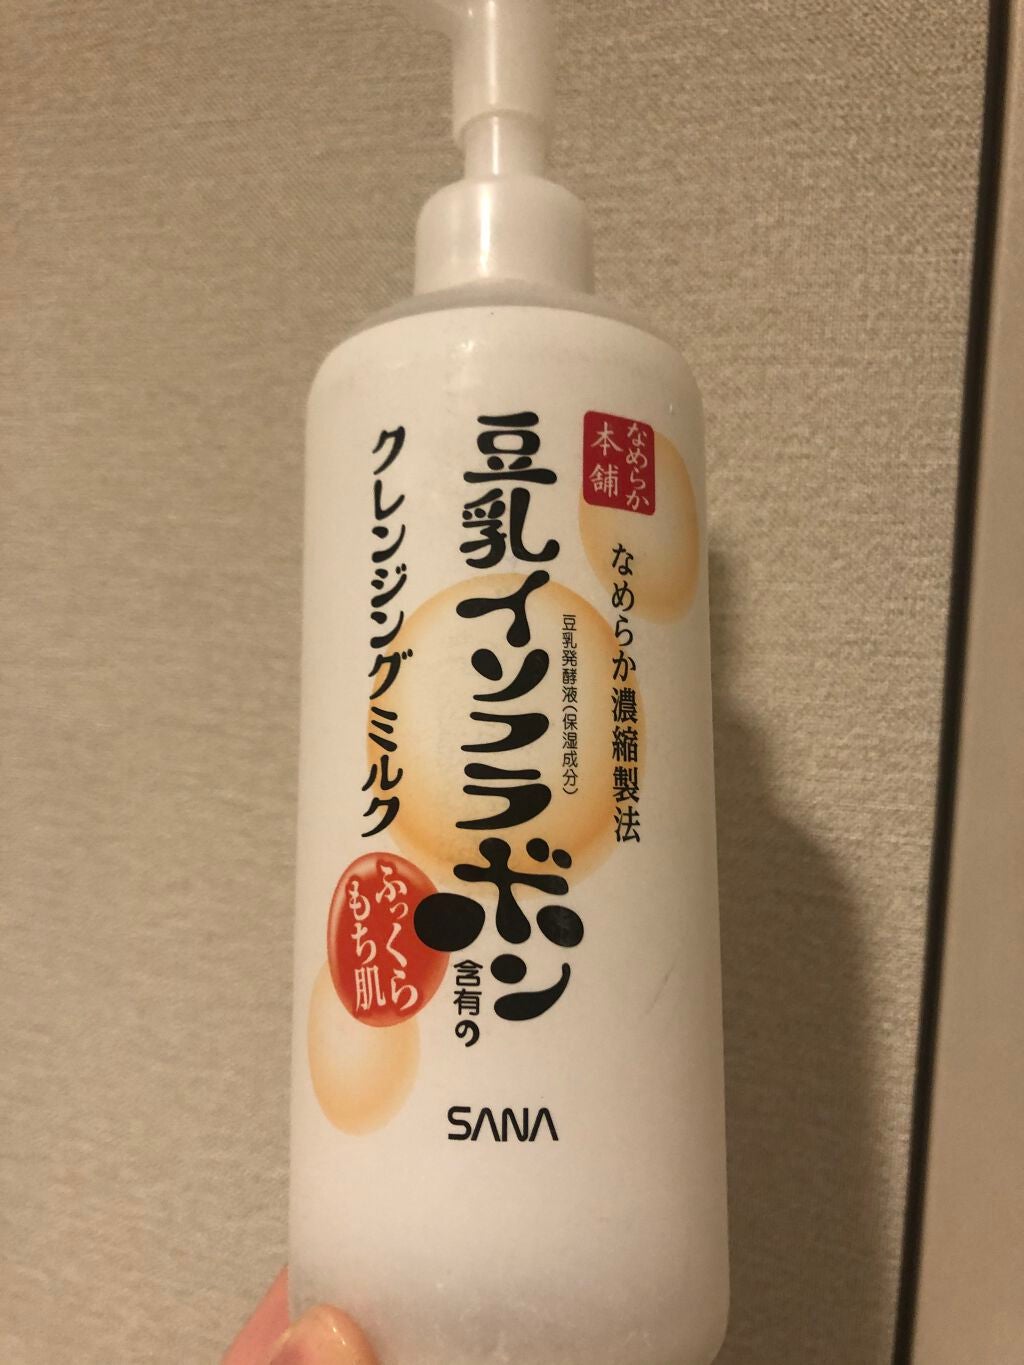 なめらか
本舗
なめらか濃縮製法
豆乳発酵液(保湿成分)
豆乳イソフラボン
含有の
クレンジングミルク
ふっくら
もち肌
SANA